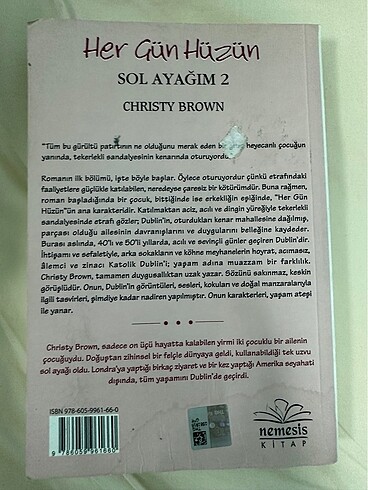 Her Gün Hüzün
SOL AYAĞIM 2
CHRISTY BROWN
"Tüm bu gürültü patırtının ne olduğunu merak eden bir heyecanlı çocuğun
yanında, tekerlekli sandalyesinin kenarında oturuyordu.
Romanın ilk bölümü, işte böyle başlar. Öylece oturuyordur çünkü etrafındaki
faaliyetlere güçlükle katılabilen, neredeyse çaresiz bir kötürümdür. Buna rağmen,
roman başladığında bir çocuk, bittiğinde ise erkekliğin eşiğinde, "Her Gün
Hüzün"ün ana karakteridir. Katılmaktan aciz, acılı ve dingin yüreğiyle tekerlekli
sandalyesinde etrafı gözler; Dublin'in, oturdukları kenar mahallesine dağılmış,
parçası olduğu ailesinin davranışlarını ve duygularını belleğine kaydeder.
Burası aslında, 40'lı ve 50'li yıllarda, acılı ve sevinçli günler geçiren Dublin'dir.
İhtişamı ve sefaletiyle, arka sokakların ve köhne meyhanelerin hoyrat, acımasız,
âlemci ve zinacı Katolik Dublin'i; yaşam adına muazzam bir farklılık.
Christy Brown, tamamen duygusallıktan uzak yazar. Sözünü sakınmaz, keskin
görüşlüdür. Onun, Dublin'in görüntüleri, sesleri, kokuları ve doğal manzaralarıyla
ilgili tasvirleri, şimdiye kadar nadiren yapılmıştır. Onun karakterleri, yaşam ateşi
ile yanar.
Christy Brown, sadece on üçü hayatta kalabilen yirmi iki çocuklu bir ailenin
çocuğuydu. Doğuştan zihinsel bir felçle dünyaya geldi, kullanabildiği tek uzvu
sol ayağı oldu. Londra'ya yaptığı birkaç ziyaret ve bir kez yaptığı Amerika seyahati
dışında, tüm yaşamını Dublin'de geçirdi.
ISBN 978-605-9961-66-0
9 786059 961660
nemesis
KİTAP